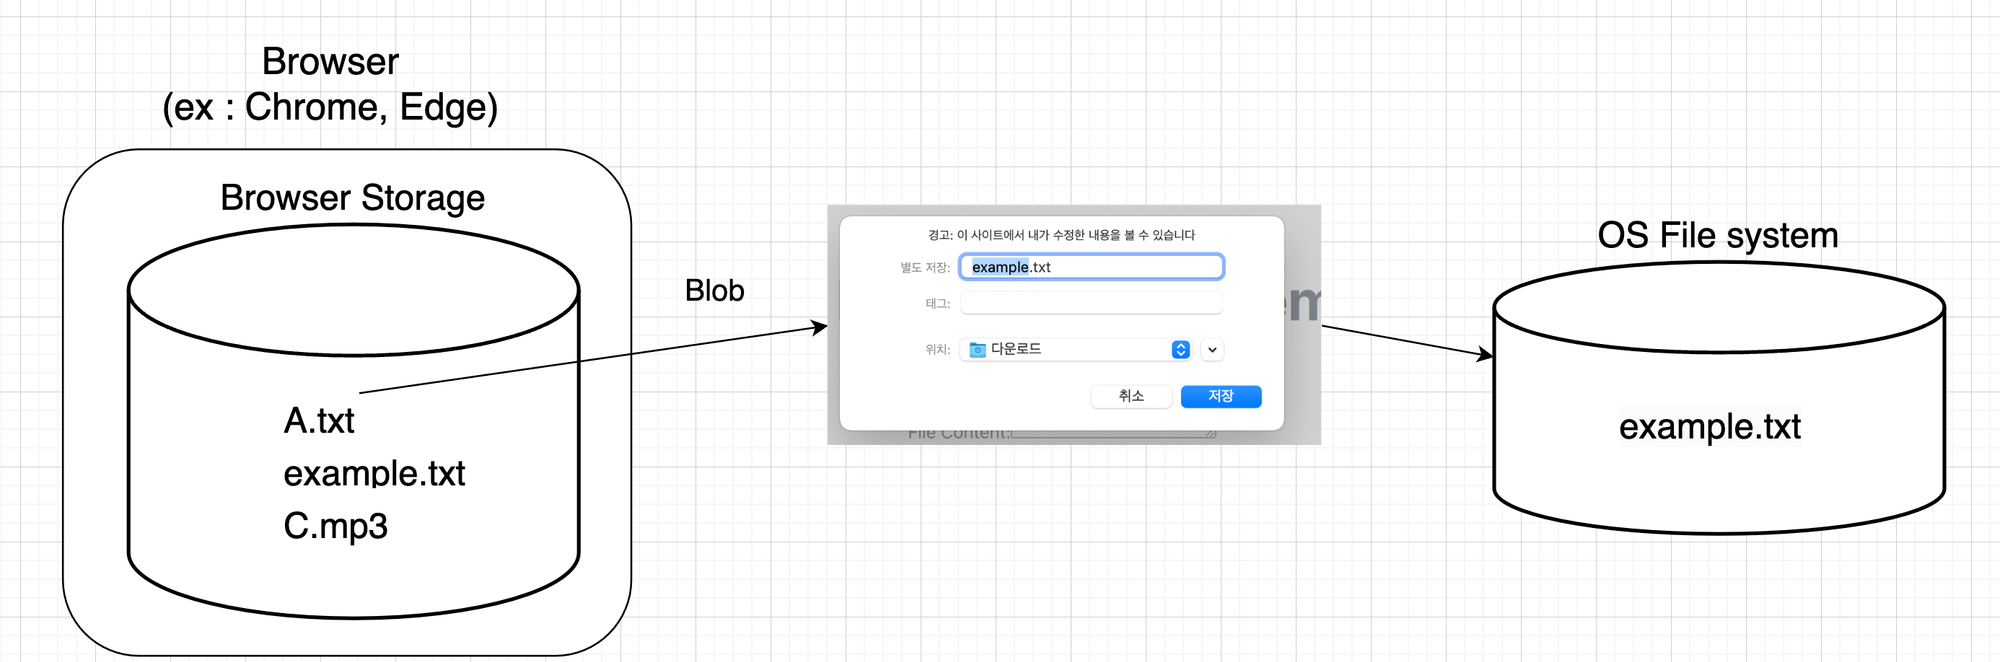 Browser
(ex : Chrome, Edge)
Browser Storage
A.txt
example.txt
C.mp3
Blob
경고: 이 사이트에서 내가 수정한 내용을 볼 수 있습니다
별도 저장: example.txt
태그:
위치: 다운로드
취소 저장
em
File Content:
OS File system
example.txt